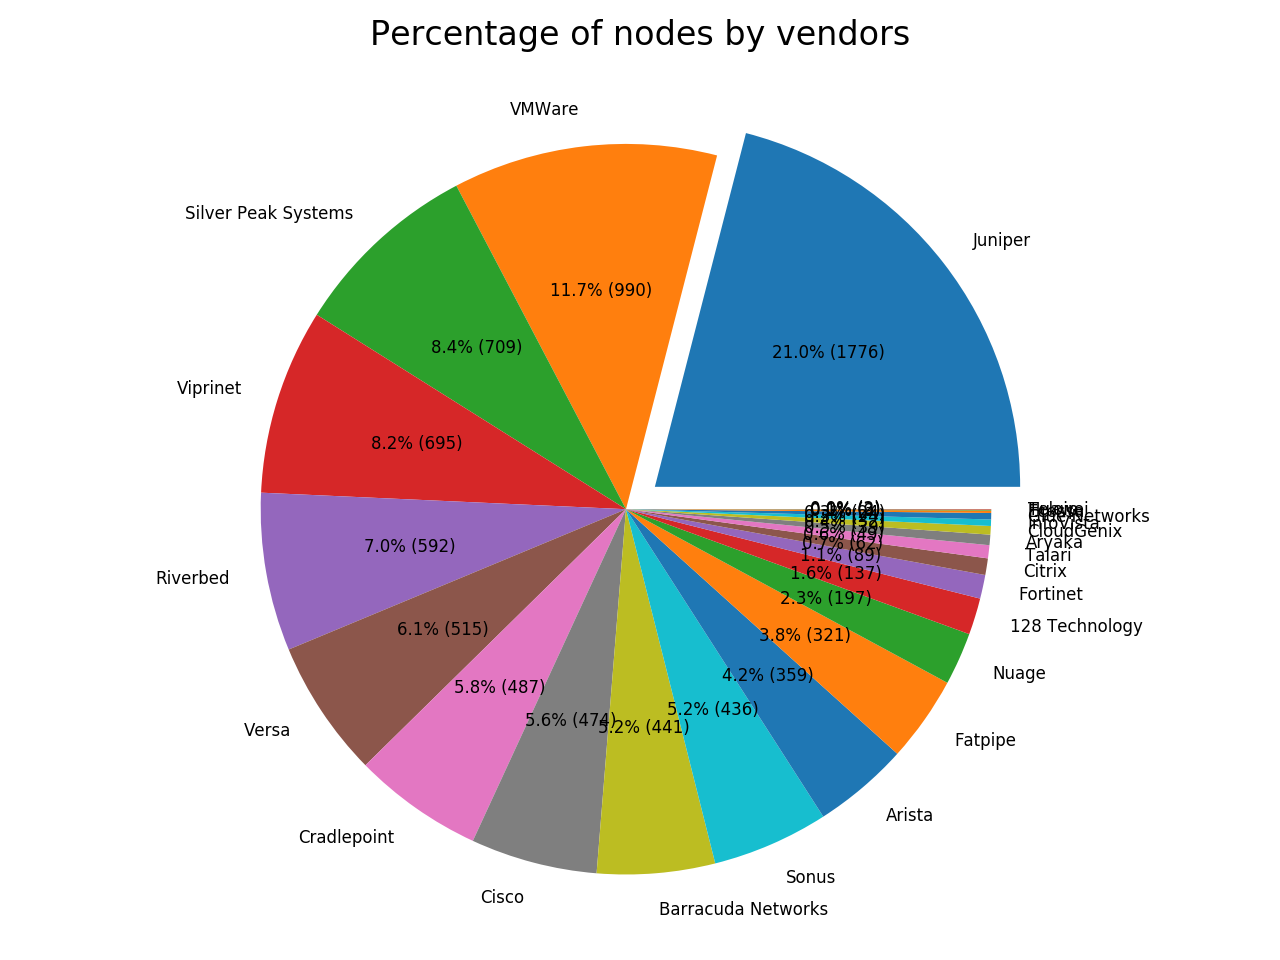 Percentage of nodes by vendors
VMWare
Silver Peak Systems
Juniper
11.7% (990)
8.4% (709)
21.0% (1776)
Viprinet
8.2% (695)
CloudGenix
Aryaka
7.0% (592)
Talari
1.1% (89)
Riverbed
1.6% (137)
Citrix
2.3% (197)
Fortinet
6.1% (515)
3.8% (321)
128 Technology
5.8% (487)
4.2% (359)
Nuage
5.6% (474)
5.2% (441)
5.2% (436)
Versa
Fatpipe
Cradlepoint
Arista
Cisco
Sonus
Barracuda Networks